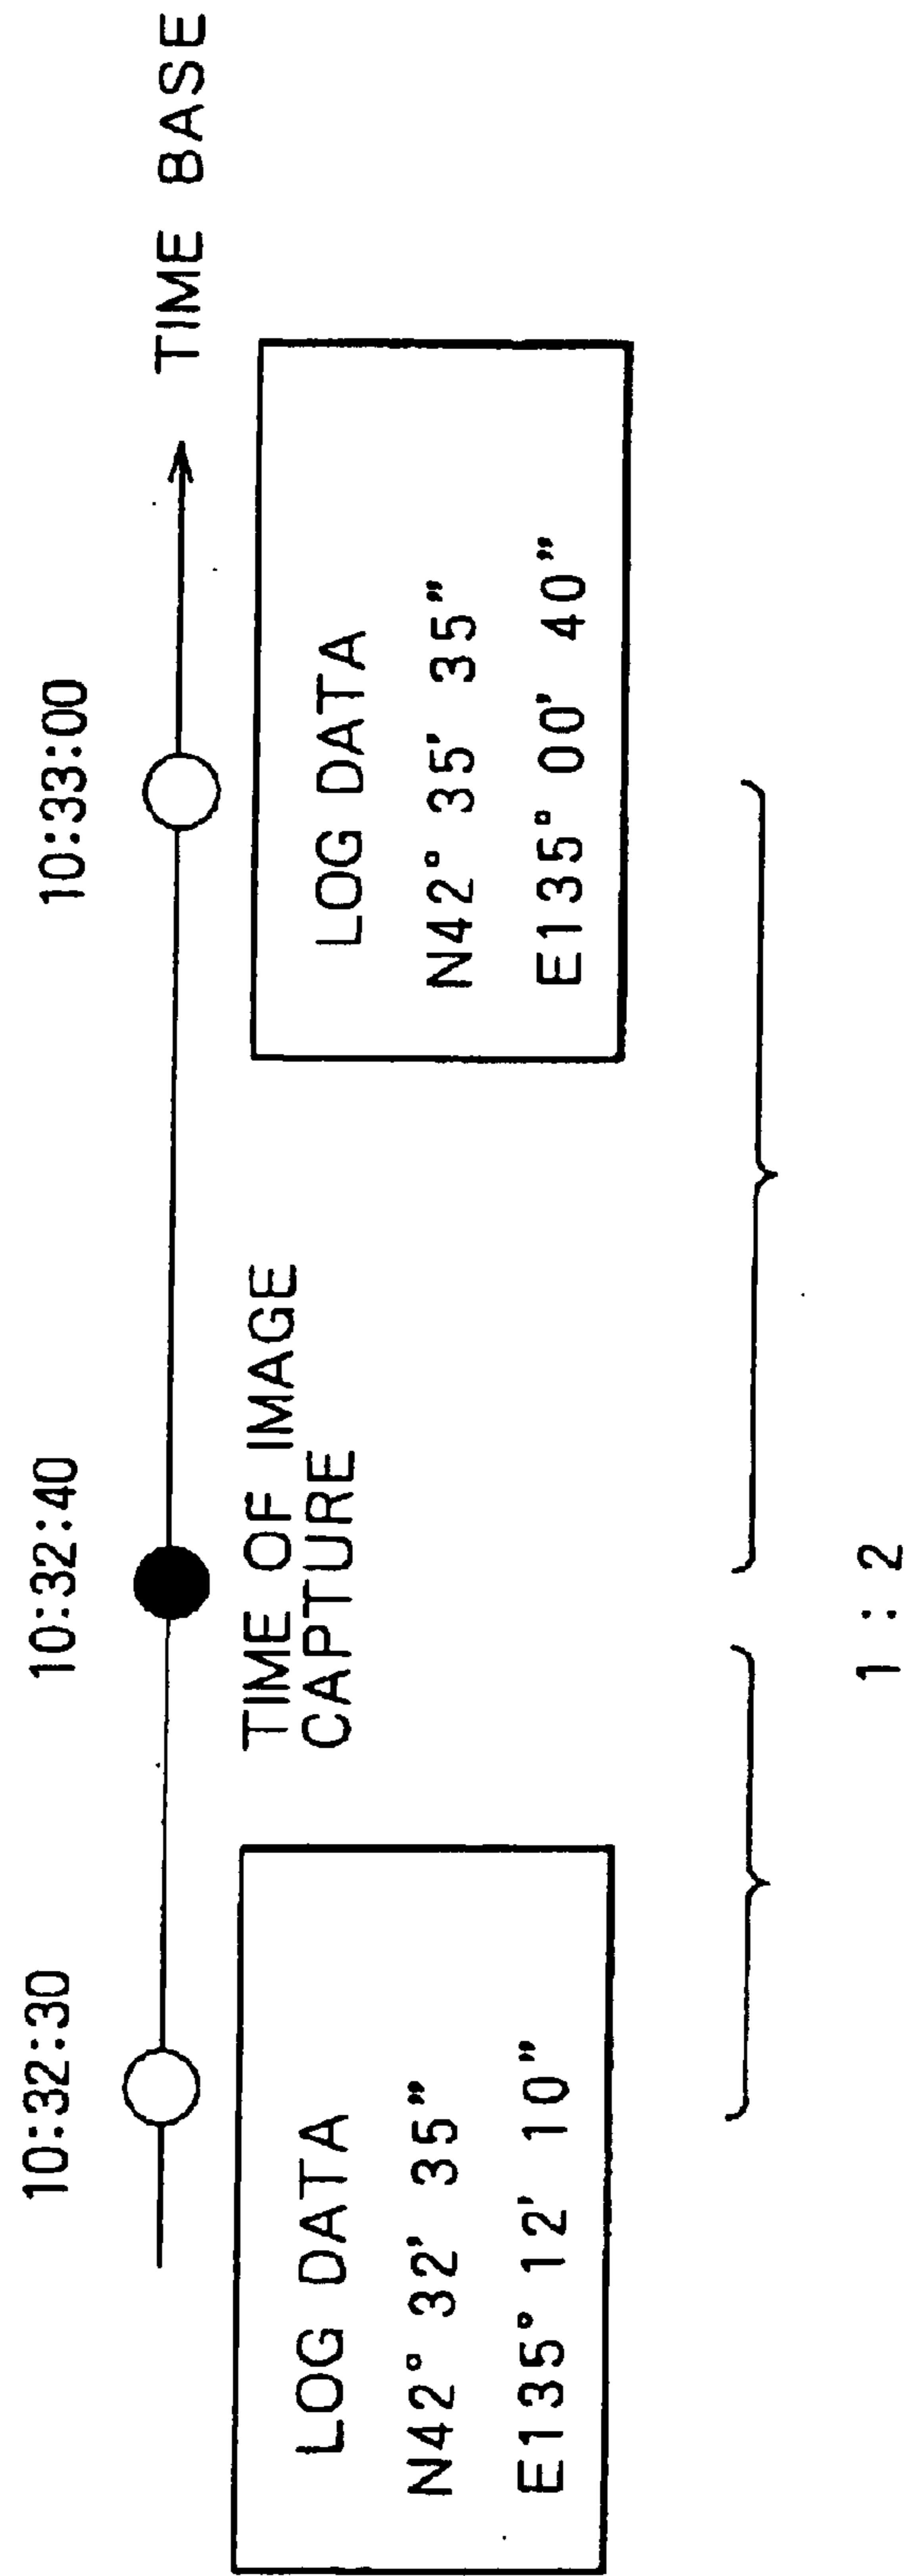 10:32:30
10:32:40
10:33:00
TIME BASE
LOG DATA
N42° 32' 35"
E135° 12' 10"
TIME OF IMAGE
CAPTURE
LOG DATA
N42° 35' 35"
E135° 00' 40"
1 : 2